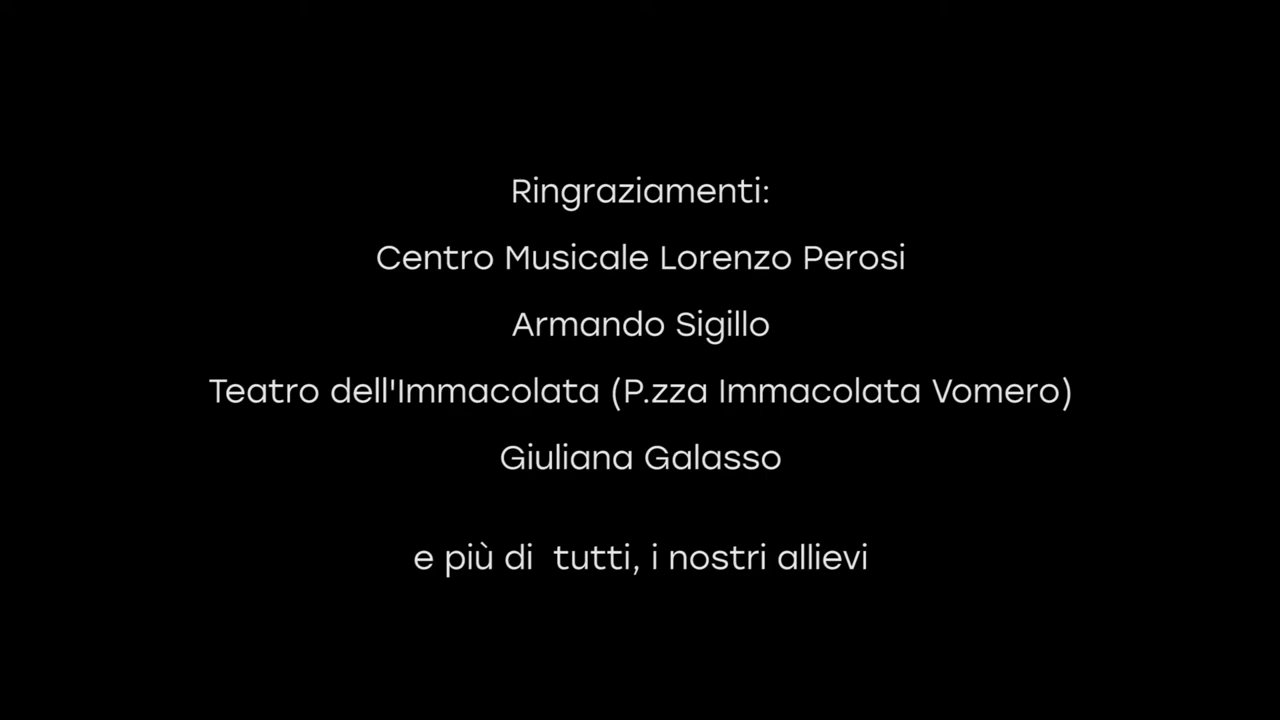 Ringraziamenti:
Centro Musicale Lorenzo Perosi
Armando Sigillo
Teatro dell'Immacolata (P.zza Immacolata Vomero)
Giuliana Galasso
e più di  tutti, i nostri allievi